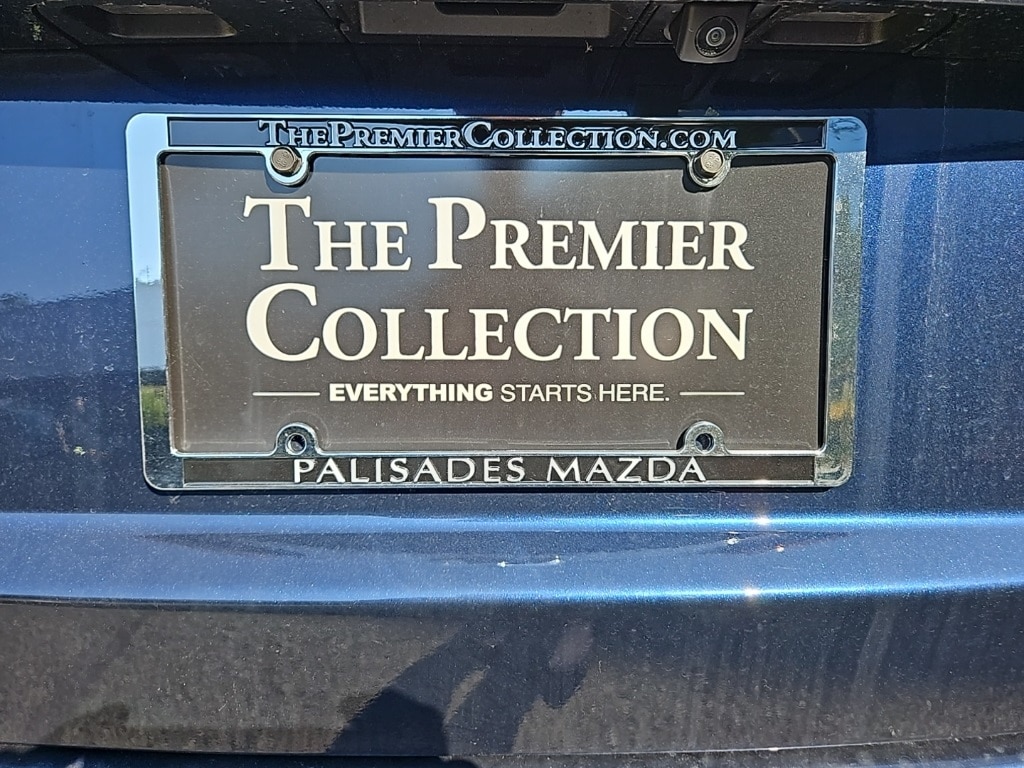 THEPREMIERCOLLECTION.COM
THE PREMIER
COLLECTION
EVERYTHING STARTS HERE.
PALISADES MAZDA